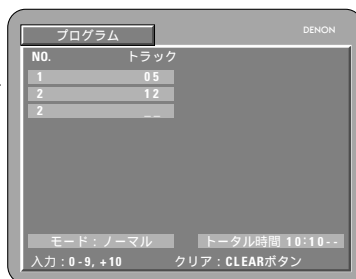 プログラム DENON
NO. トラック
1 05
2 12
2 _ _
モード：ノーマル トータル時間 10:10--
入力：0-9, +10 クリア：CLEARボタン